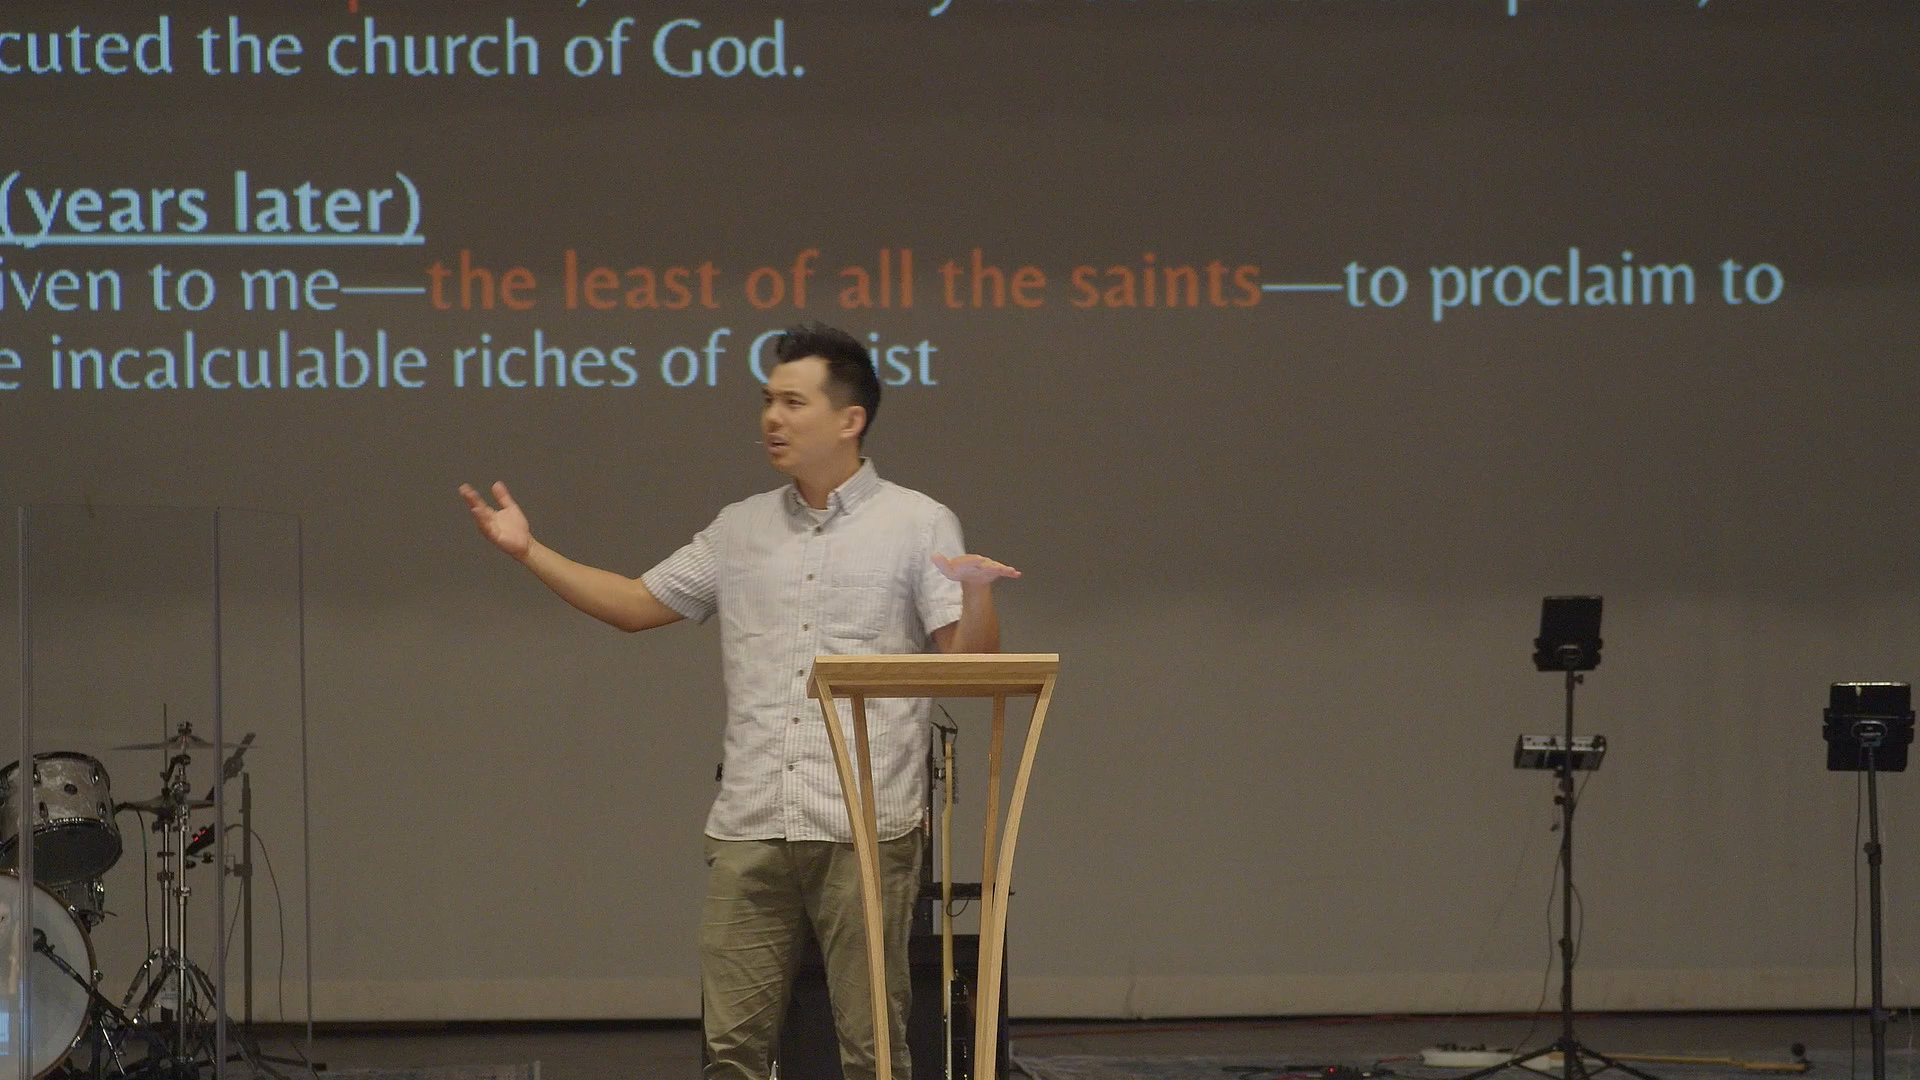 cuted the church of God.
(years later)
iven to me—the least of all the saints—to proclaim to
e incalculable riches of C ist